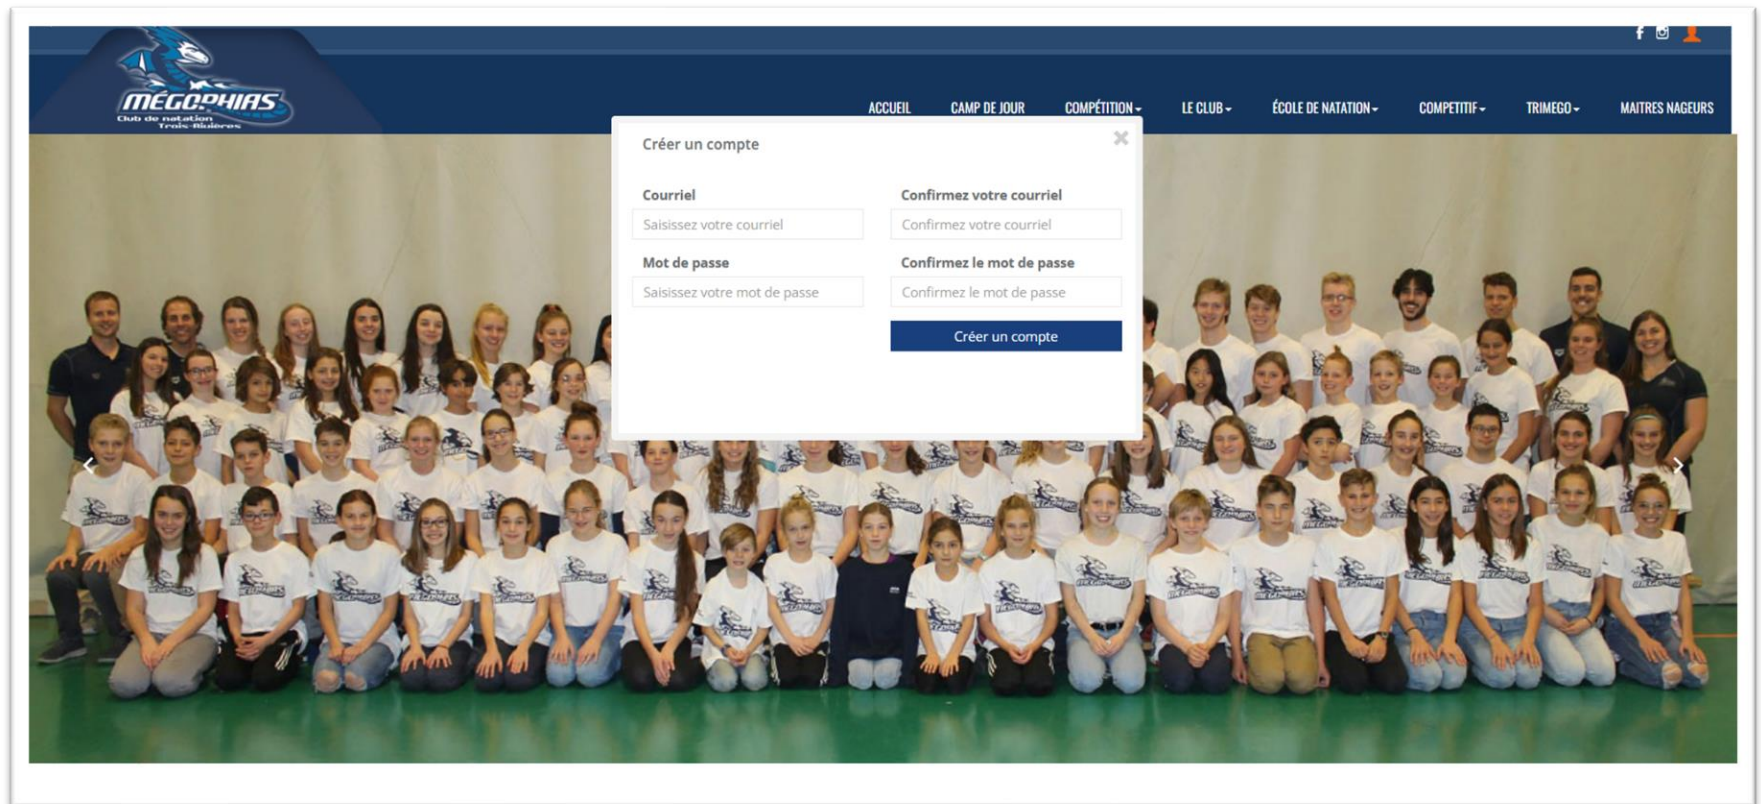 MÉGOPHIAS
Club de natation
Trois-Rivières
ACCUEIL
CAMP DE JOUR
COMPÉTITION
LE CLUB
ÉCOLE DE NATATION
COMPETITIF
TRIMEGO
MAITRES NAGEURS
Créer un compte
Courriel
Confirmez votre courriel
Saisissez votre courriel
Confirmez votre courriel
Mot de passe
Confirmez le mot de passe
Saisissez votre mot de passe
Confirmez le mot de passe
Créer un compte